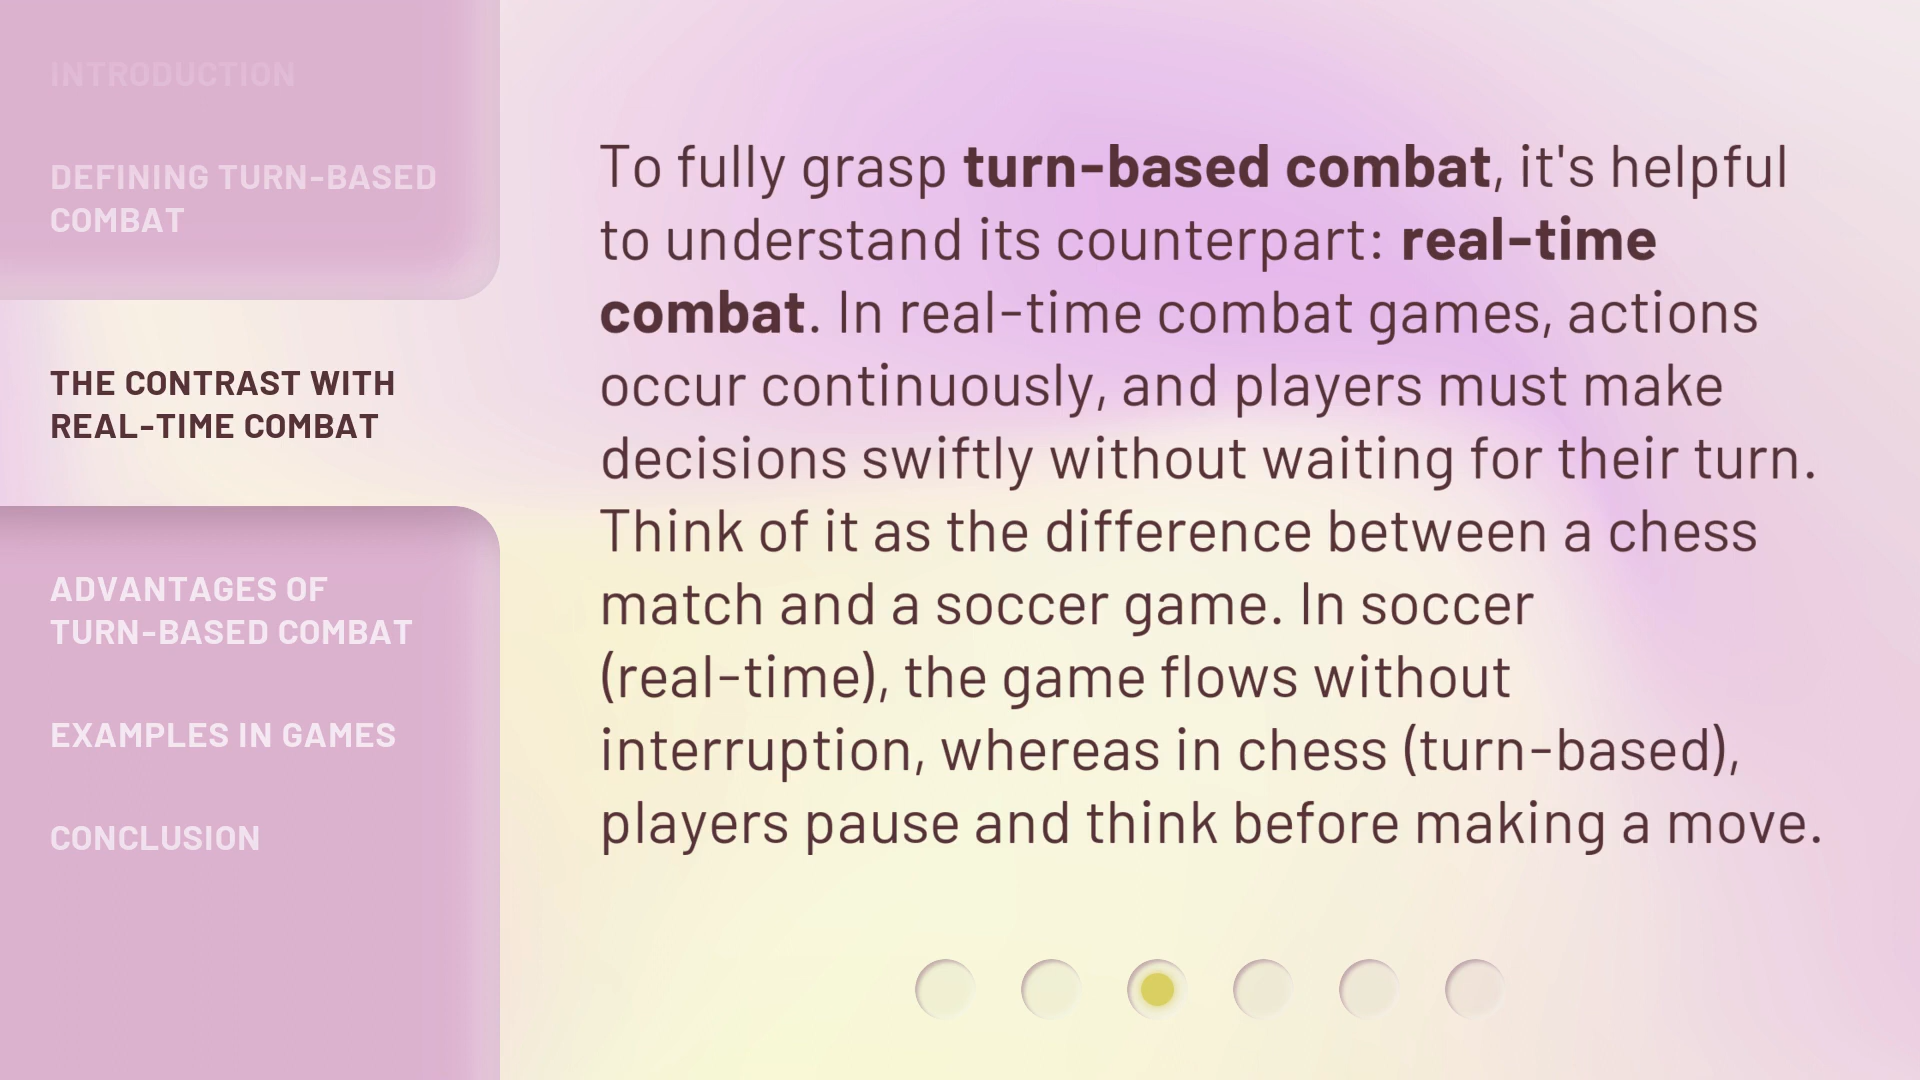 INTRODUCTION
DEFINING TURN-BASED
COMBAT
THE CONTRAST WITH
REAL-TIME COMBAT
ADVANTAGES OF
TURN-BASED COMBAT
EXAMPLES IN GAMES
CONCLUSION
To fully grasp turn-based combat, it's helpful
to understand its counterpart: real-time
combat. In real-time combat games, actions
occur continuously, and players must make
decisions swiftly without waiting for their turn.
Think of it as the difference between a chess
match and a soccer game. In soccer
(real-time), the game flows without
interruption, whereas in chess (turn-based),
players pause and think before making a move.